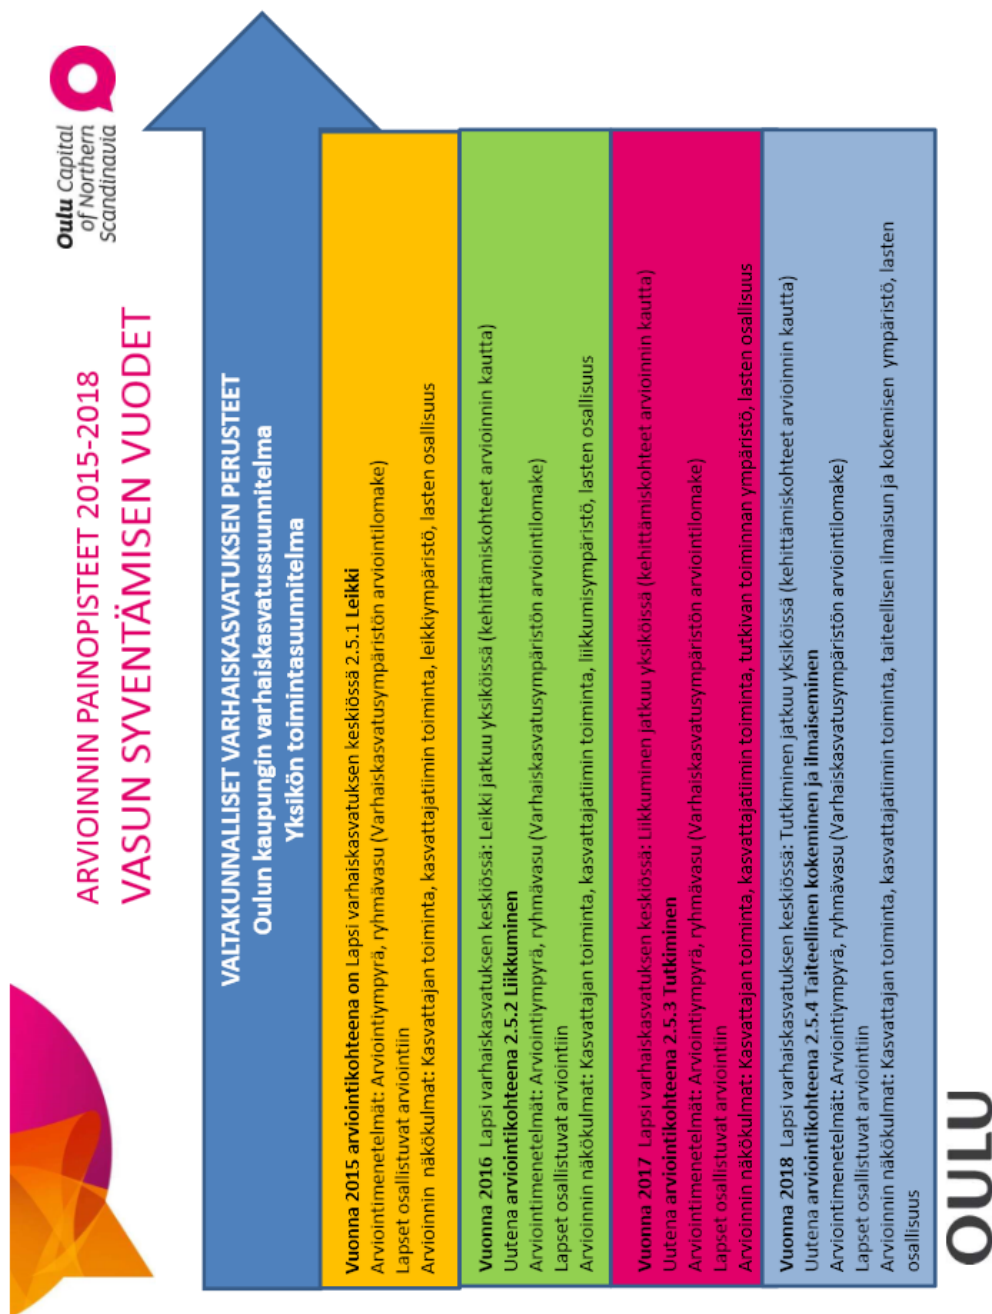 ARVIOINNIN PAINOPISTEET 2015-2018
VASUN SYVENTÄMISEN VUODET
Oulu Capital
of Northern
Scandinavia
VALTAKUNNALLISET VARHAISKASVATUKSEN PERUSTEET
Oulun kaupungin varhaiskasvatussuunnitelma
Yksikön toimintasuunnitelma
Vuonna 2015 arviointikohteena on Lapsi varhaiskasvatuksen keskiössä 2.5.1 Leikki
Arviointimenetelmät: Arviointiympyrä, ryhmävasu (Varhaiskasvatusympäristön arviointilomake)
Lapset osallistuvat arviointiin
Arvioinnin näkökulmat: Kasvattajan toiminta, kasvattajatiimin toiminta, leikkiympäristö, lasten osallisuus
Vuonna 2016 Lapsi varhaiskasvatuksen keskiössä: Leikki jatkuu yksiköissä (kehittämiskohteet arvioinnin kautta)
Uutena arviointikohteena 2.5.2 Liikkuminen
Arviointimenetelmät: Arviointiympyrä, ryhmävasu (Varhaiskasvatusympäristön arviointilomake)
Lapset osallistuvat arviointiin
Arvioinnin näkökulmat: Kasvattajan toiminta, kasvattajatiimin toiminta, liikkumisympäristö, lasten osallisuus
Vuonna 2017 Lapsi varhaiskasvatuksen keskiössä: Liikkuminen jatkuu yksiköissä (kehittämiskohteet arvioinnin kautta)
Uutena arviointikohteena 2.5.3 Tutkiminen
Arviointimenetelmät: Arviointiympyrä, ryhmävasu (Varhaiskasvatusympäristön arviointilomake)
Lapset osallistuvat arviointiin
Arvioinnin näkökulmat: Kasvattajan toiminta, kasvattajatiimin toiminta, tutkivan toiminnan ympäristö, lasten osallisuus
Vuonna 2018 Lapsi varhaiskasvatuksen keskiössä: Tutkiminen jatkuu yksiköissä (kehittämiskohteet arvioinnin kautta)
Uutena arviointikohteena 2.5.4 Taiteellinen kokeminen ja ilmaiseminen
Arviointimenetelmät: Arviointiympyrä, ryhmävasu (Varhaiskasvatusympäristön arviointilomake)
Lapset osallistuvat arviointiin
Arvioinnin näkökulmat: Kasvattajan toiminta, kasvattajatiimin toiminta, taiteellisen ilmaisun ja kokemisen ympäristö, lasten
osallisuus
OULU